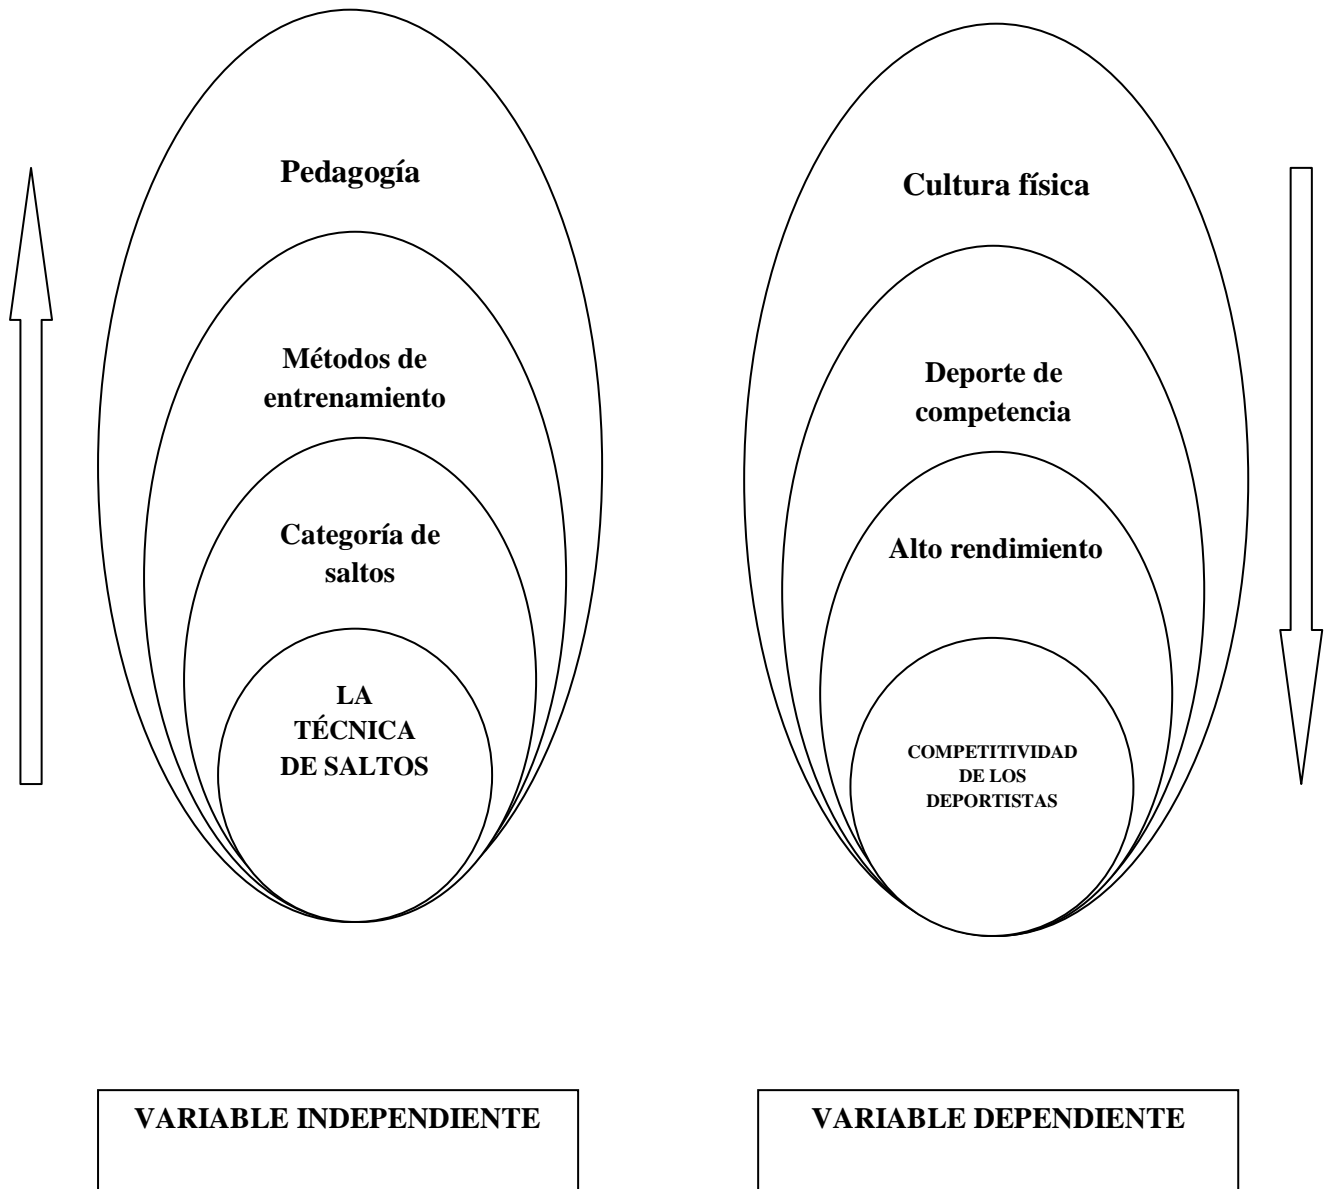 Pedagogía
Métodos de
entrenamiento
Categoría de
saltos
LA
TÉCNICA
DE SALTOS
VARIABLE INDEPENDIENTE
Cultura física
Deporte de
competencia
Alto rendimiento
COMPETITIVIDAD
DE LOS
DEPORTISTAS
VARIABLE DEPENDIENTE